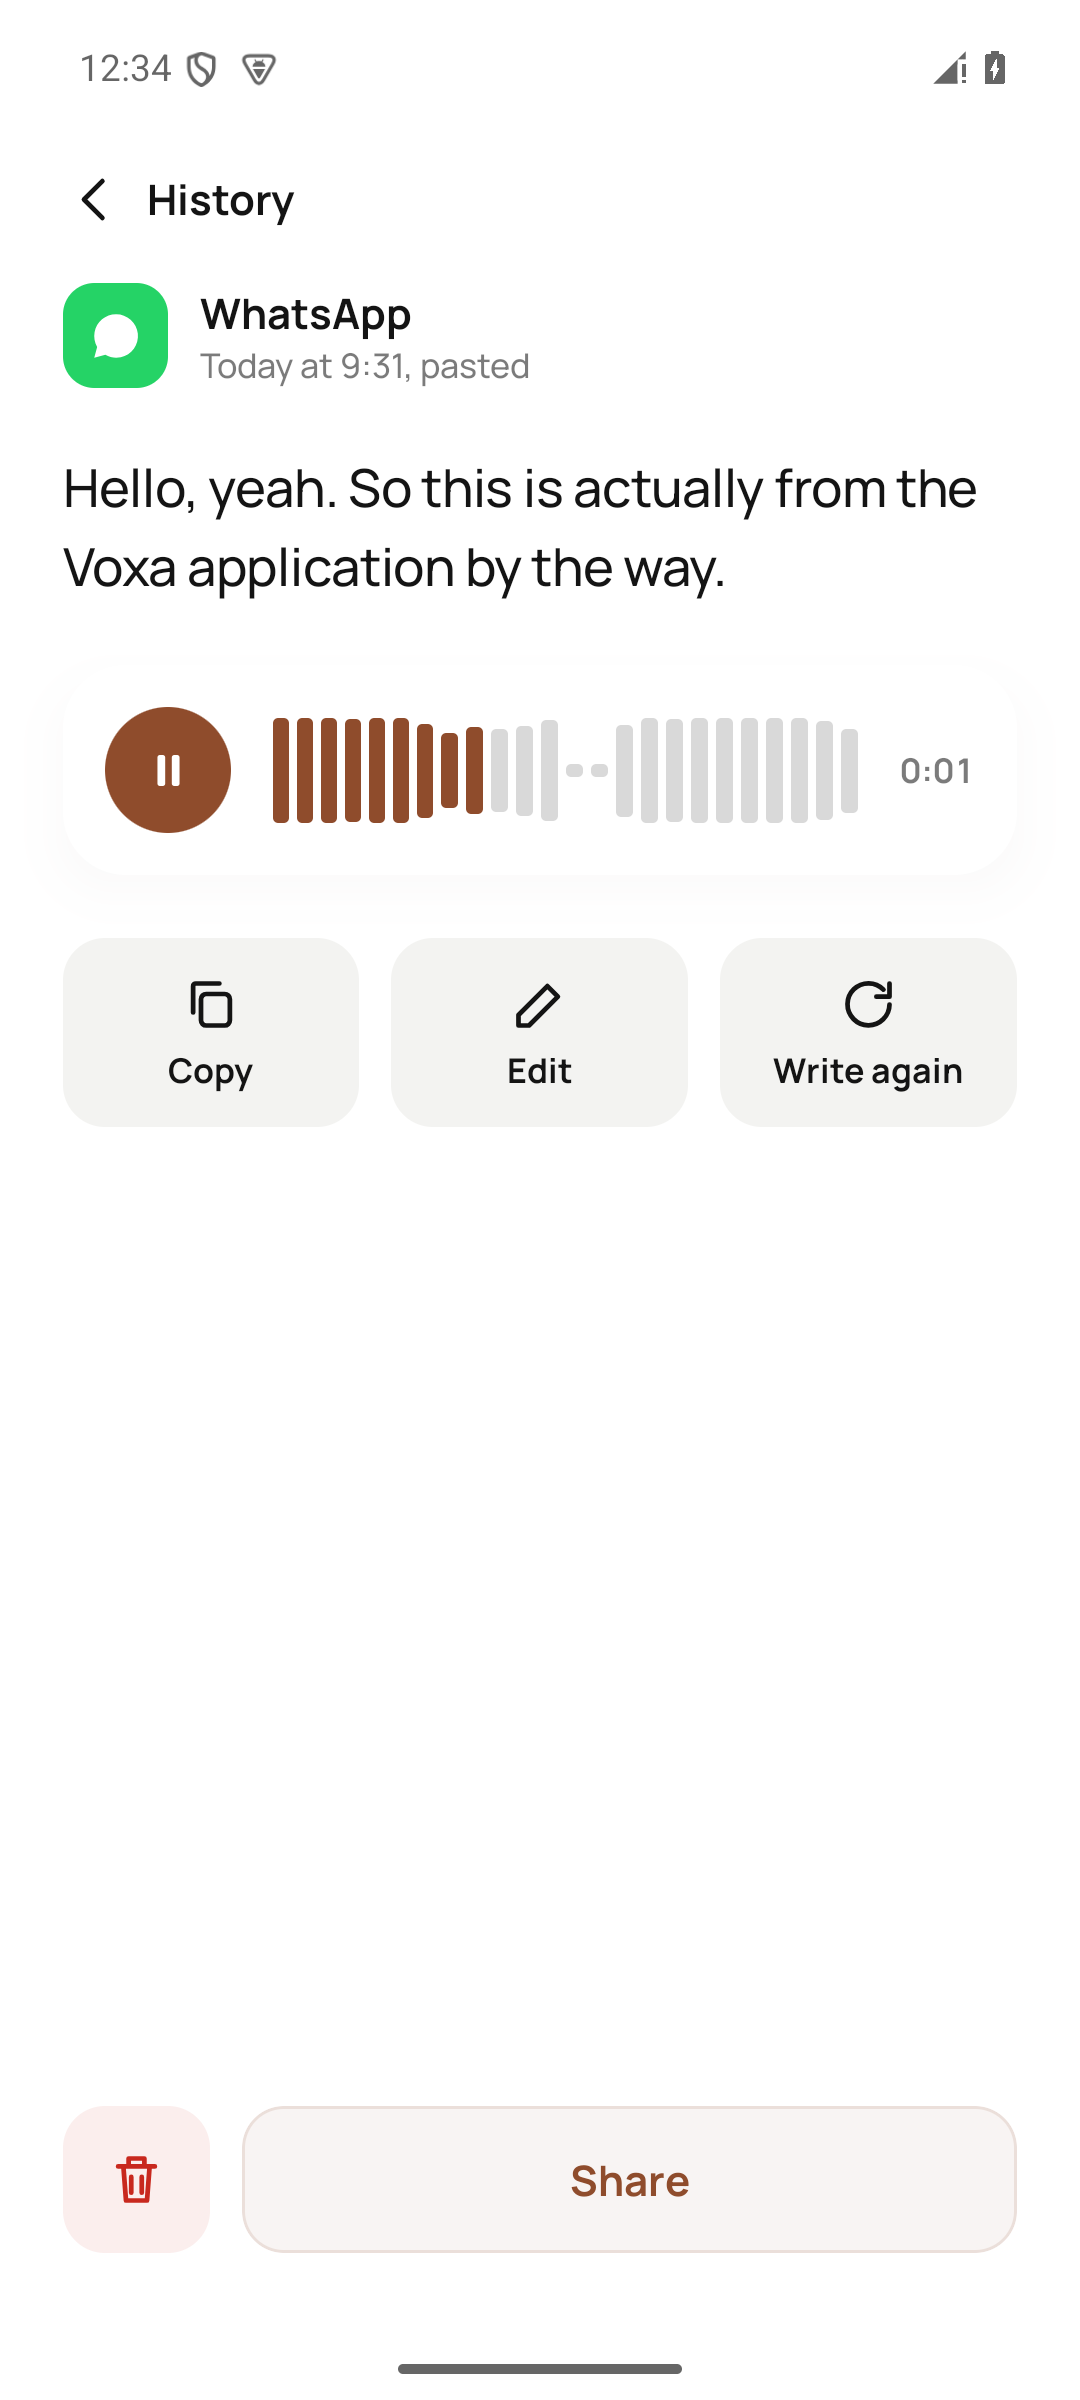 12:34
History
WhatsApp
Today at 9:31, pasted
Hello, yeah. So this is actually from the
Voxa application by the way.
0:01
Copy
Edit
Write again
Share